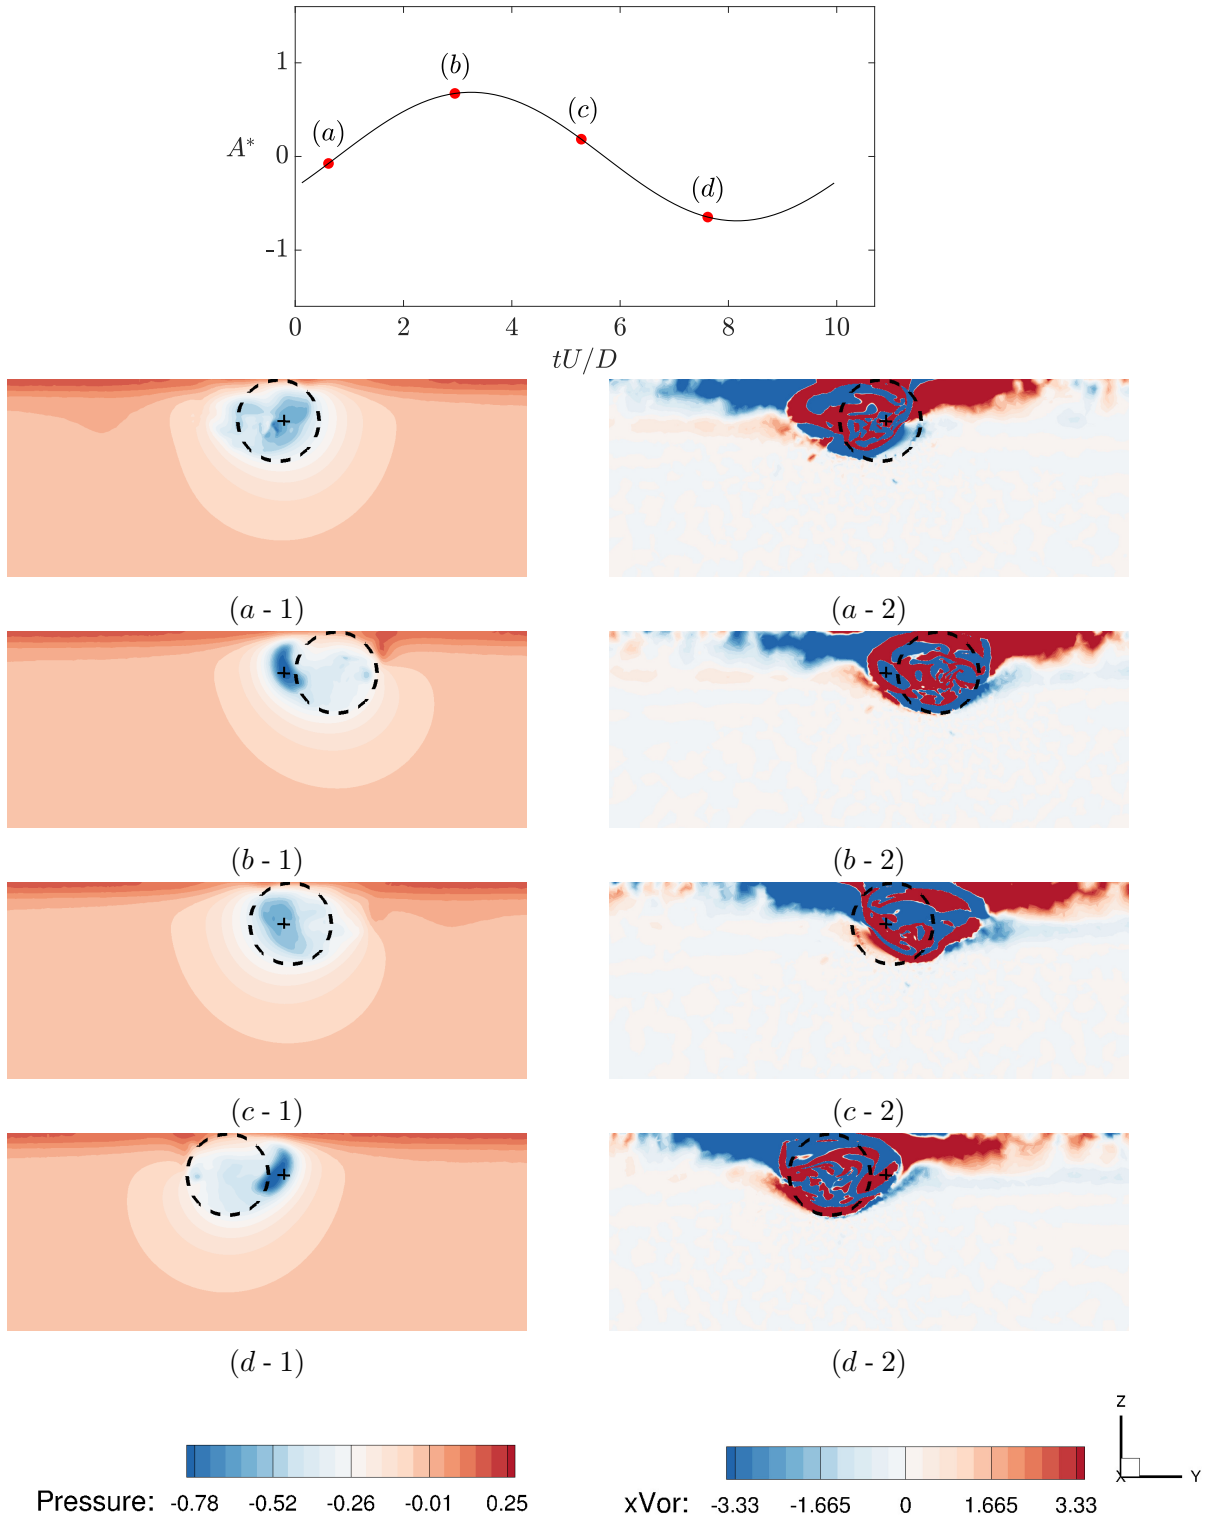 1
(b)
(c)
(a)
A* 0
(d)
-1
0 2 4 6 8 10
tU/D
(a - 1) (a - 2)
(b - 1) (b - 2)
(c - 1) (c - 2)
(d - 1) (d - 2)
Z
X Y
Pressure: -0.78 -0.52 -0.26 -0.01 0.25
xVor: -3.33 -1.665 0 1.665 3.33